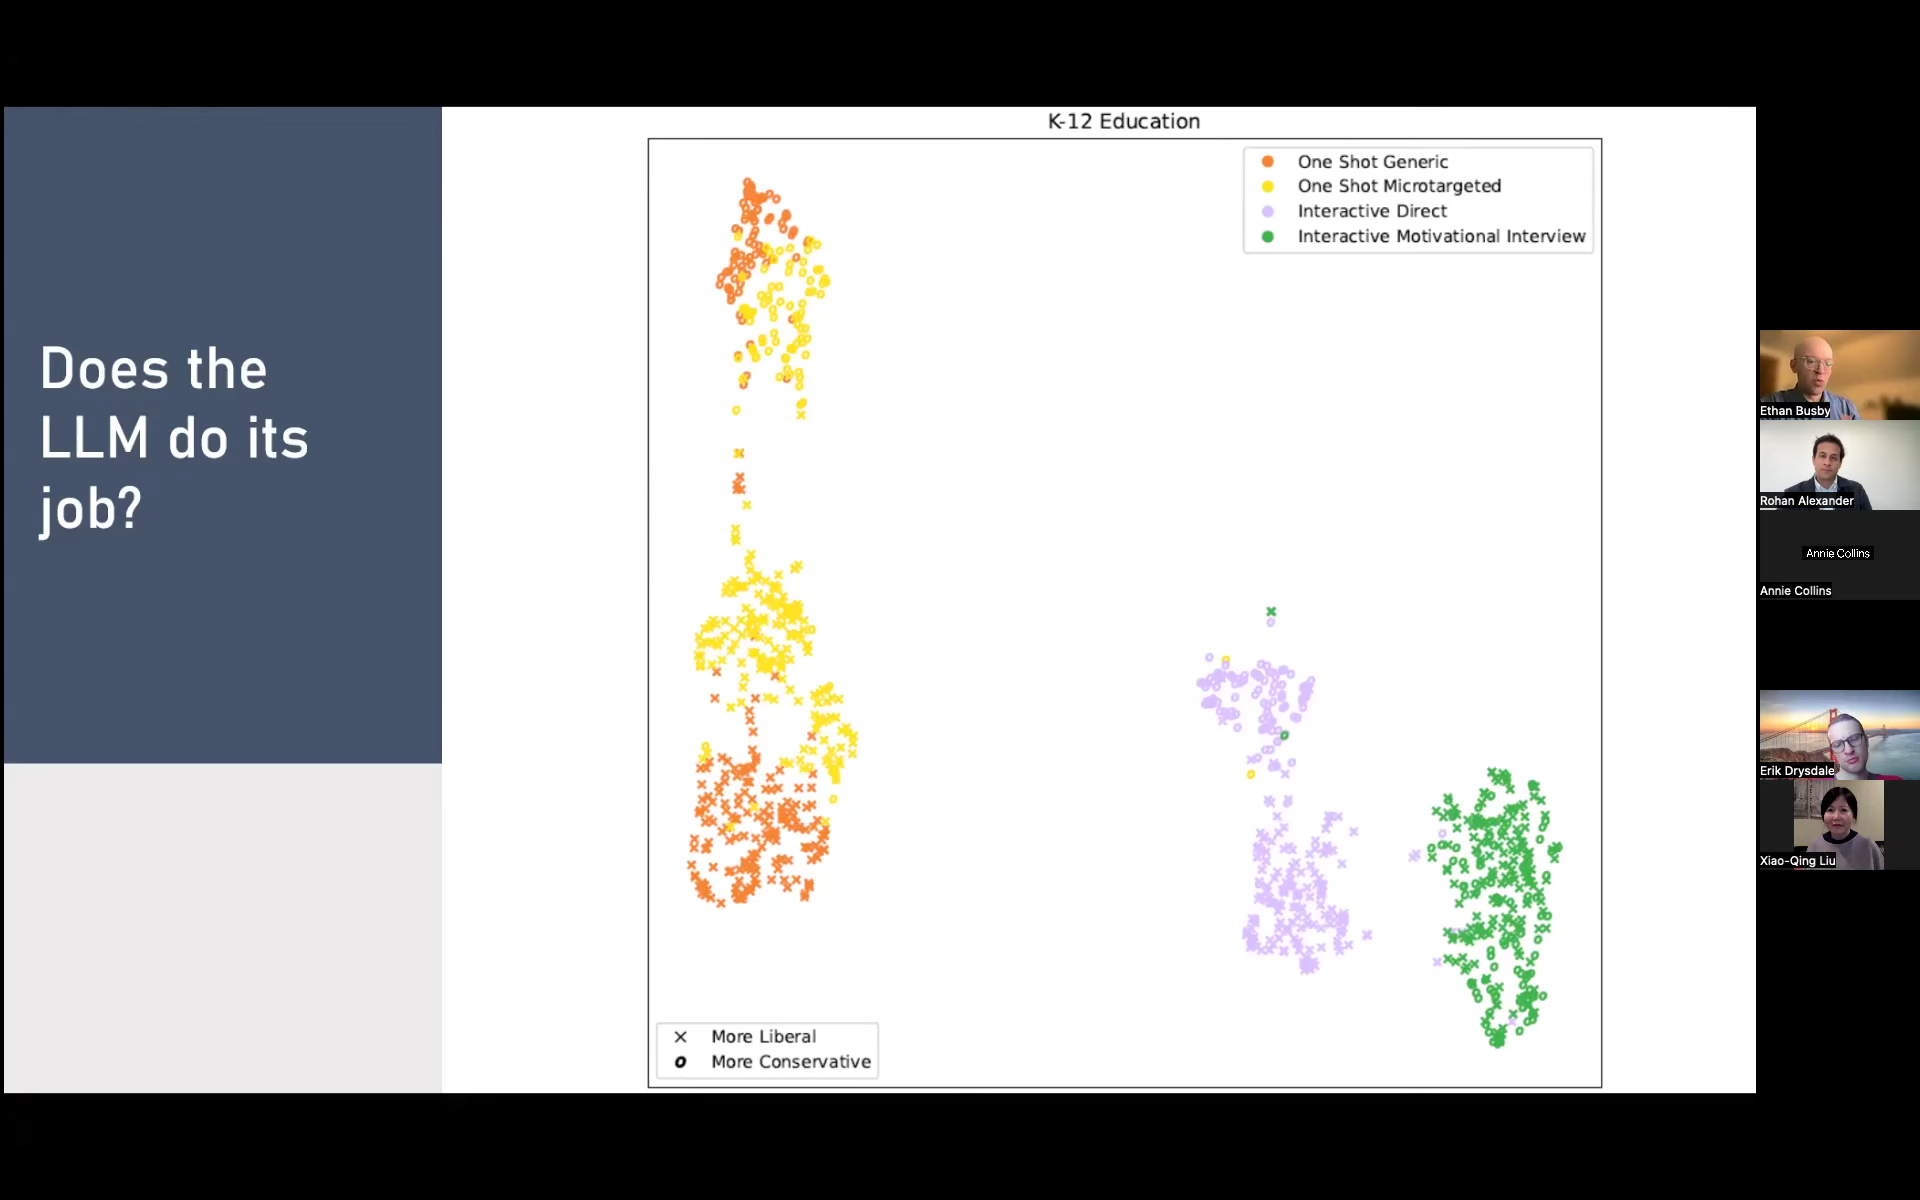 Does the
LLM do its
job?
K-12 Education
One Shot Generic
One Shot Microtargeted
Interactive Direct
Interactive Motivational Interview
More Liberal
More Conservative
Ethan Busby
Rohan Alexander
Annie Collins
Annie Collins
Erik Drysdale
Xiao-Qing Liu